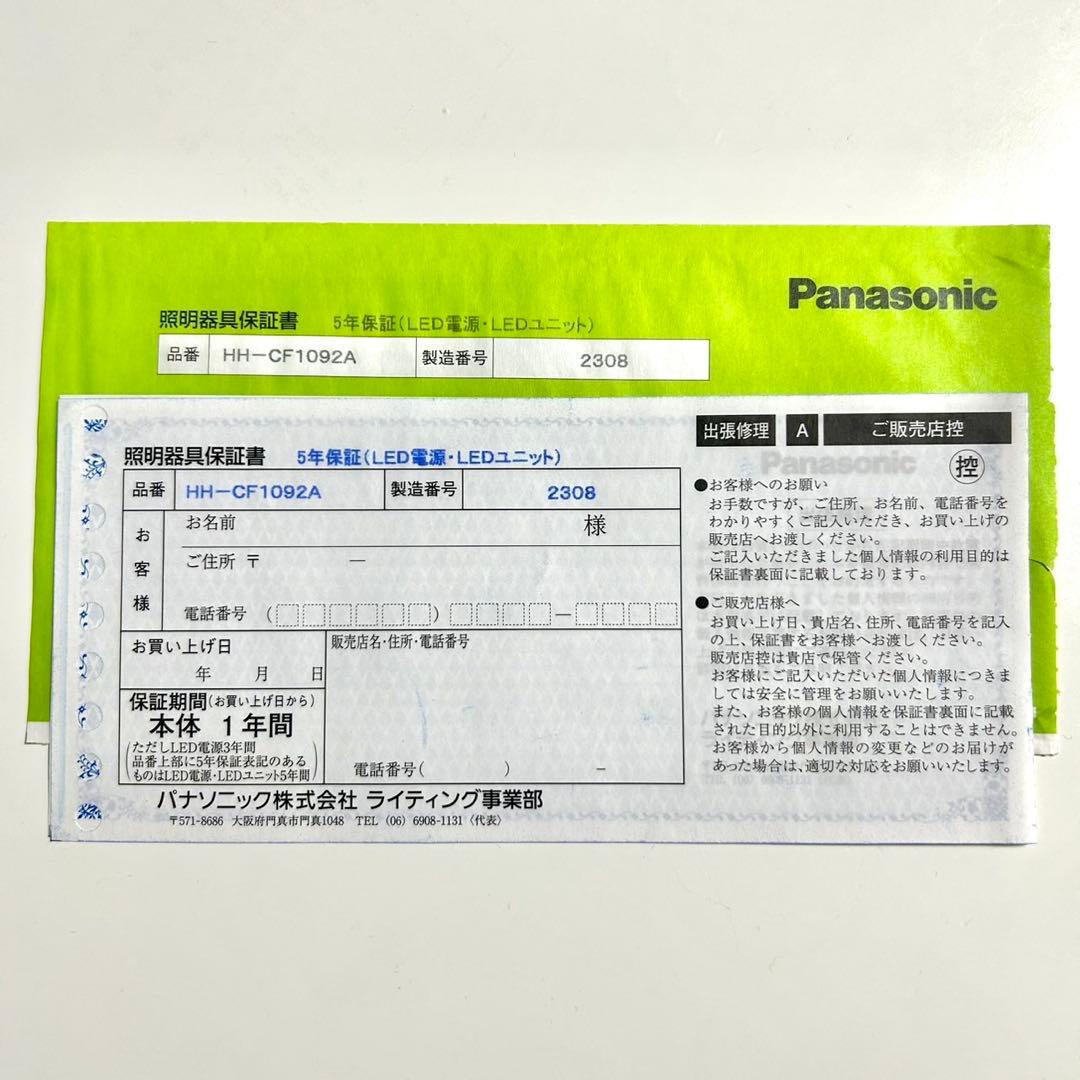 Panasonic
照明器具保証書 5年保証(LED電源・LEDユニット)
品番 HH-CF1092A 製造番号 2308
出張修理 A ご販売店控
照明器具保証書 5年保証(LED電源・LEDユニット)
品番 HH-CF1092A 製造番号 2308
お客様
お名前 様
ご住所 〒 ―
電話番号 ( ) ―
お買い上げ日
年 月 日
保証期間(お買い上げ日から)
本体 1年間
(ただしLED電源3年間
品番上部に5年保証表記のある
ものはLED電源・LEDユニット5年間)
販売店名・住所・電話番号
電話番号( ) −
パナソニック株式会社 ライティング事業部
〒571-8686 大阪府門真市門真1048 TEL (06) 6908-1131 〈代表〉
Panasonic
控
●お客様へのお願い
お手数ですが、ご住所、お名前、電話番号を
わかりやすくご記入いただき、お買い上げの
販売店へお渡しください。
ご記入いただきました個人情報の利用目的は
保証書裏面に記載しております。
●ご販売店様へ
お買い上げ日、貴店名、住所、電話番号を記入
の上、保証書をお客様へお渡しください。
販売店控は貴店で保管ください。
お客様にご記入いただいた個人情報につきま
しては安全に管理をお願いいたします。
また、お客様の個人情報を保証書裏面に記載
された目的以外に利用することはできません。
お客様から個人情報の変更などのお届けが
あった場合は、適切な対応をお願いいたします。